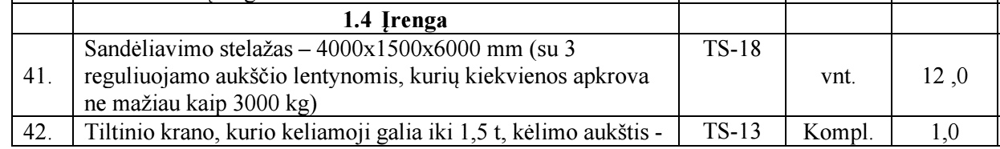 1.4 Įrenga
41. Sandėliavimo stelažas – 4000x1500x6000 mm (su 3 reguliuojamo aukščio lentynomis, kurių kiekvienos apkrova ne mažiau kaip 3000 kg) TS-18 vnt. 12 ,0
42. Tiltinio krano, kurio keliamoji galia iki 1,5 t, kėlimo aukštis - TS-13 Kompl. 1,0